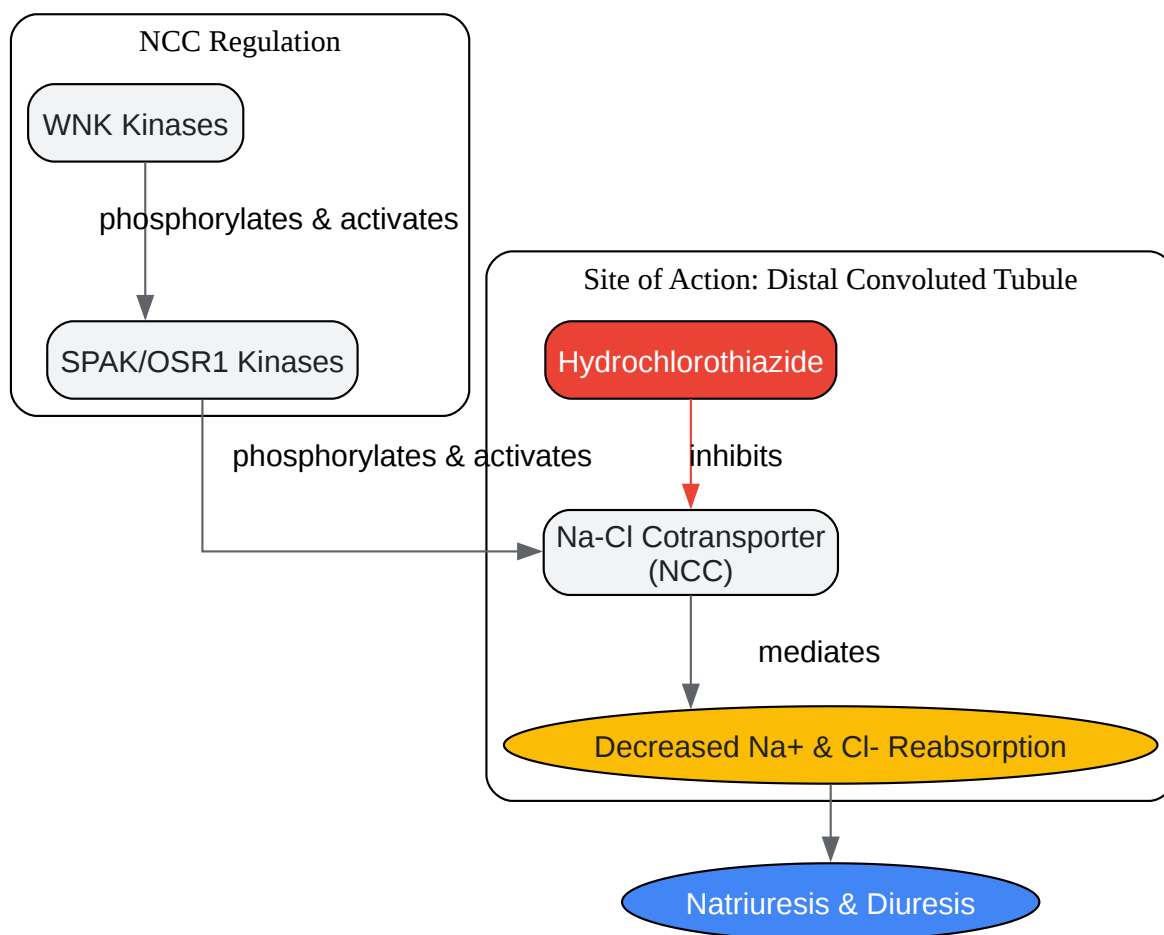 NCC Regulation
WNK Kinases
phosphorylates & activates
SPAK/OSR1 Kinases
phosphorylates & activates
Site of Action: Distal Convoluted Tubule
Hydrochlorothiazide
inhibits
Na-Cl Cotransporter
(NCC)
mediates
Decreased Na+ & Cl- Reabsorption
Natriuresis & Diuresis